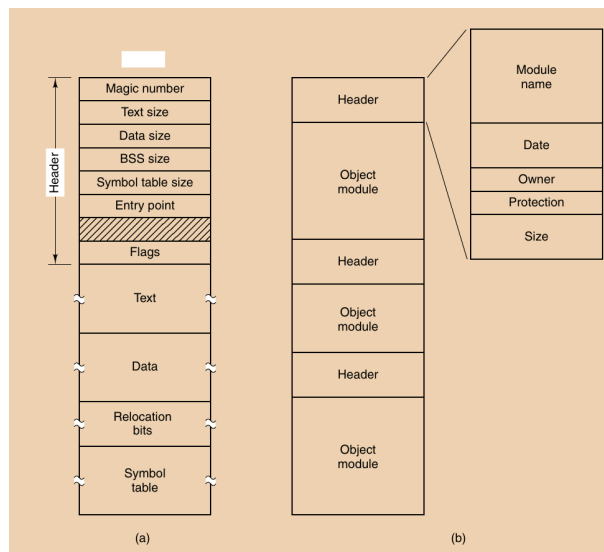 Header
Magic number
Text size
Data size
BSS size
Symbol table size
Entry point
Flags
Text
Data
Relocation
bits
Symbol
table
(a)
Header
Object
module
Header
Object
module
Header
Object
module
Module
name
Date
Owner
Protection
Size
(b)